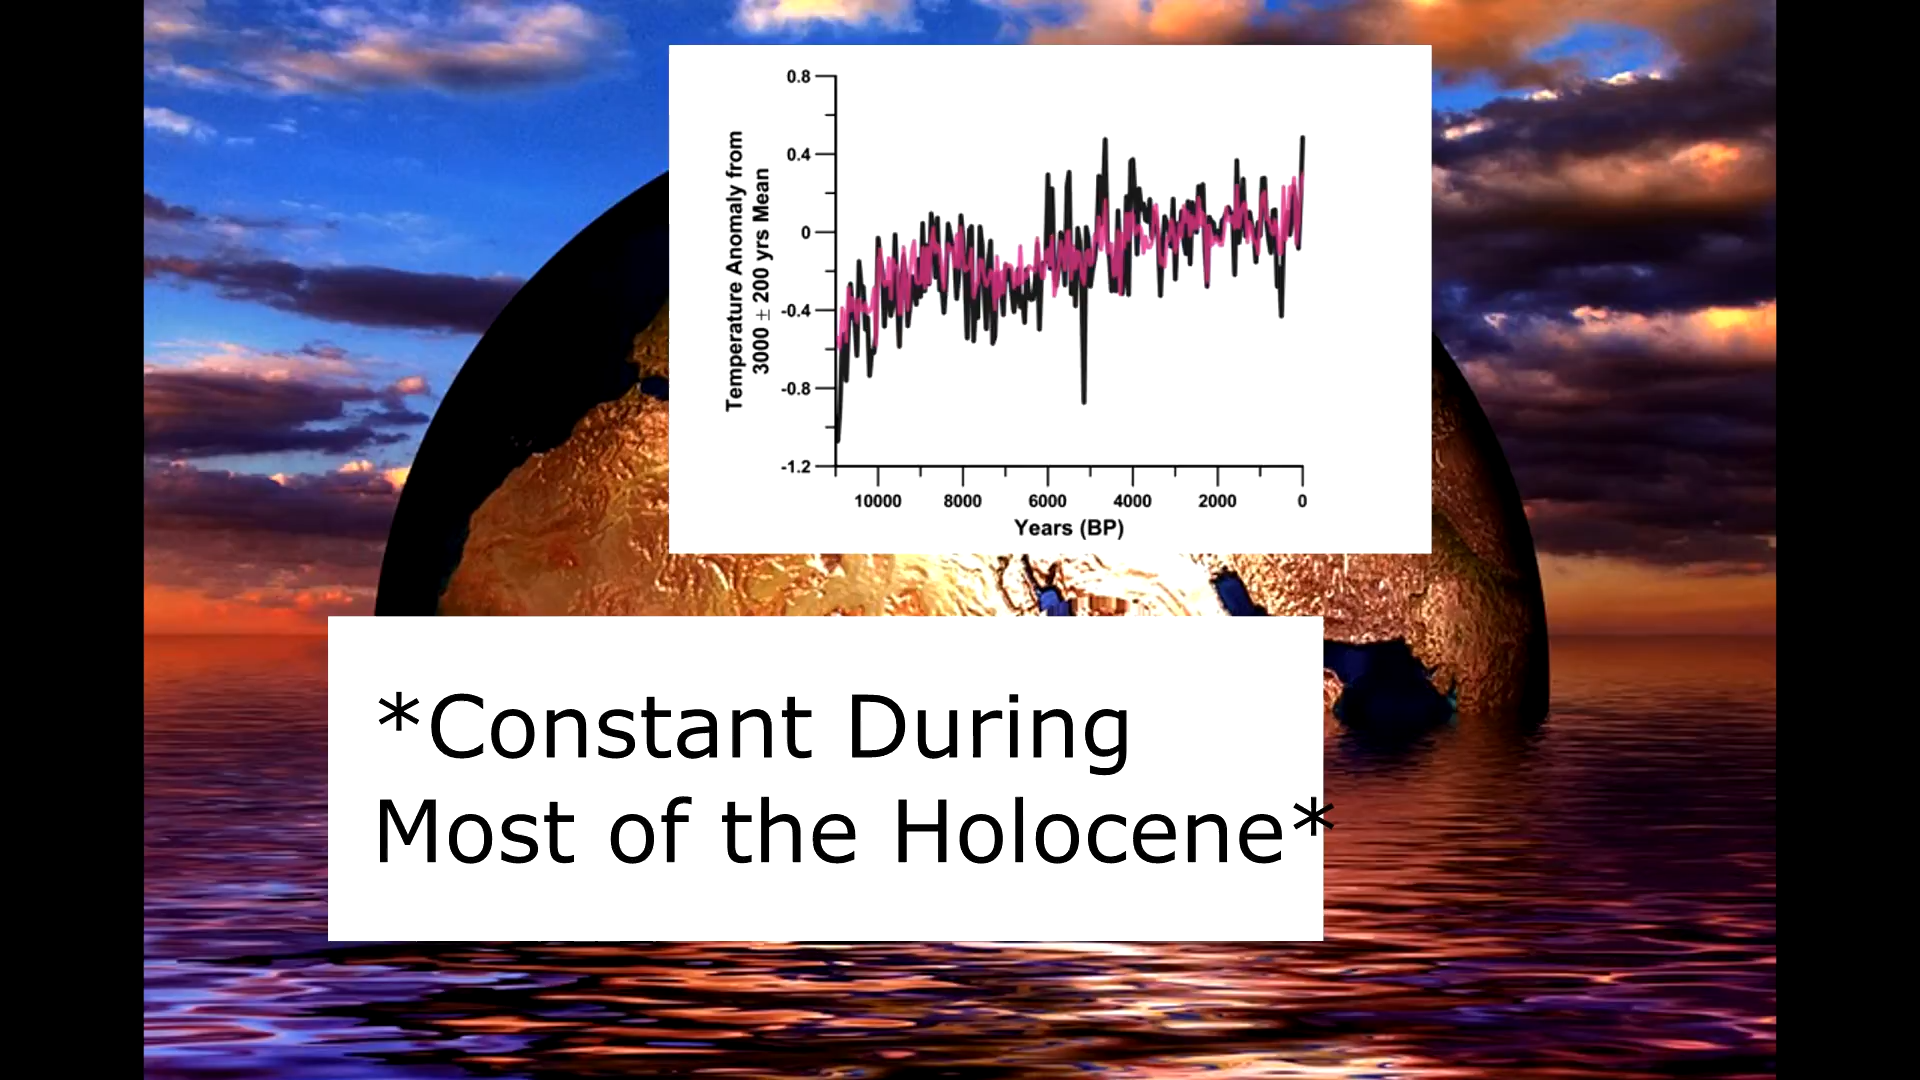 0.8
0.4
0
-0.4
-0.8
-1.2
Temperature Anomaly from
3000 ± 200 yrs Mean
10000 8000 6000 4000 2000 0
Years (BP)
*Constant During
Most of the Holocene*